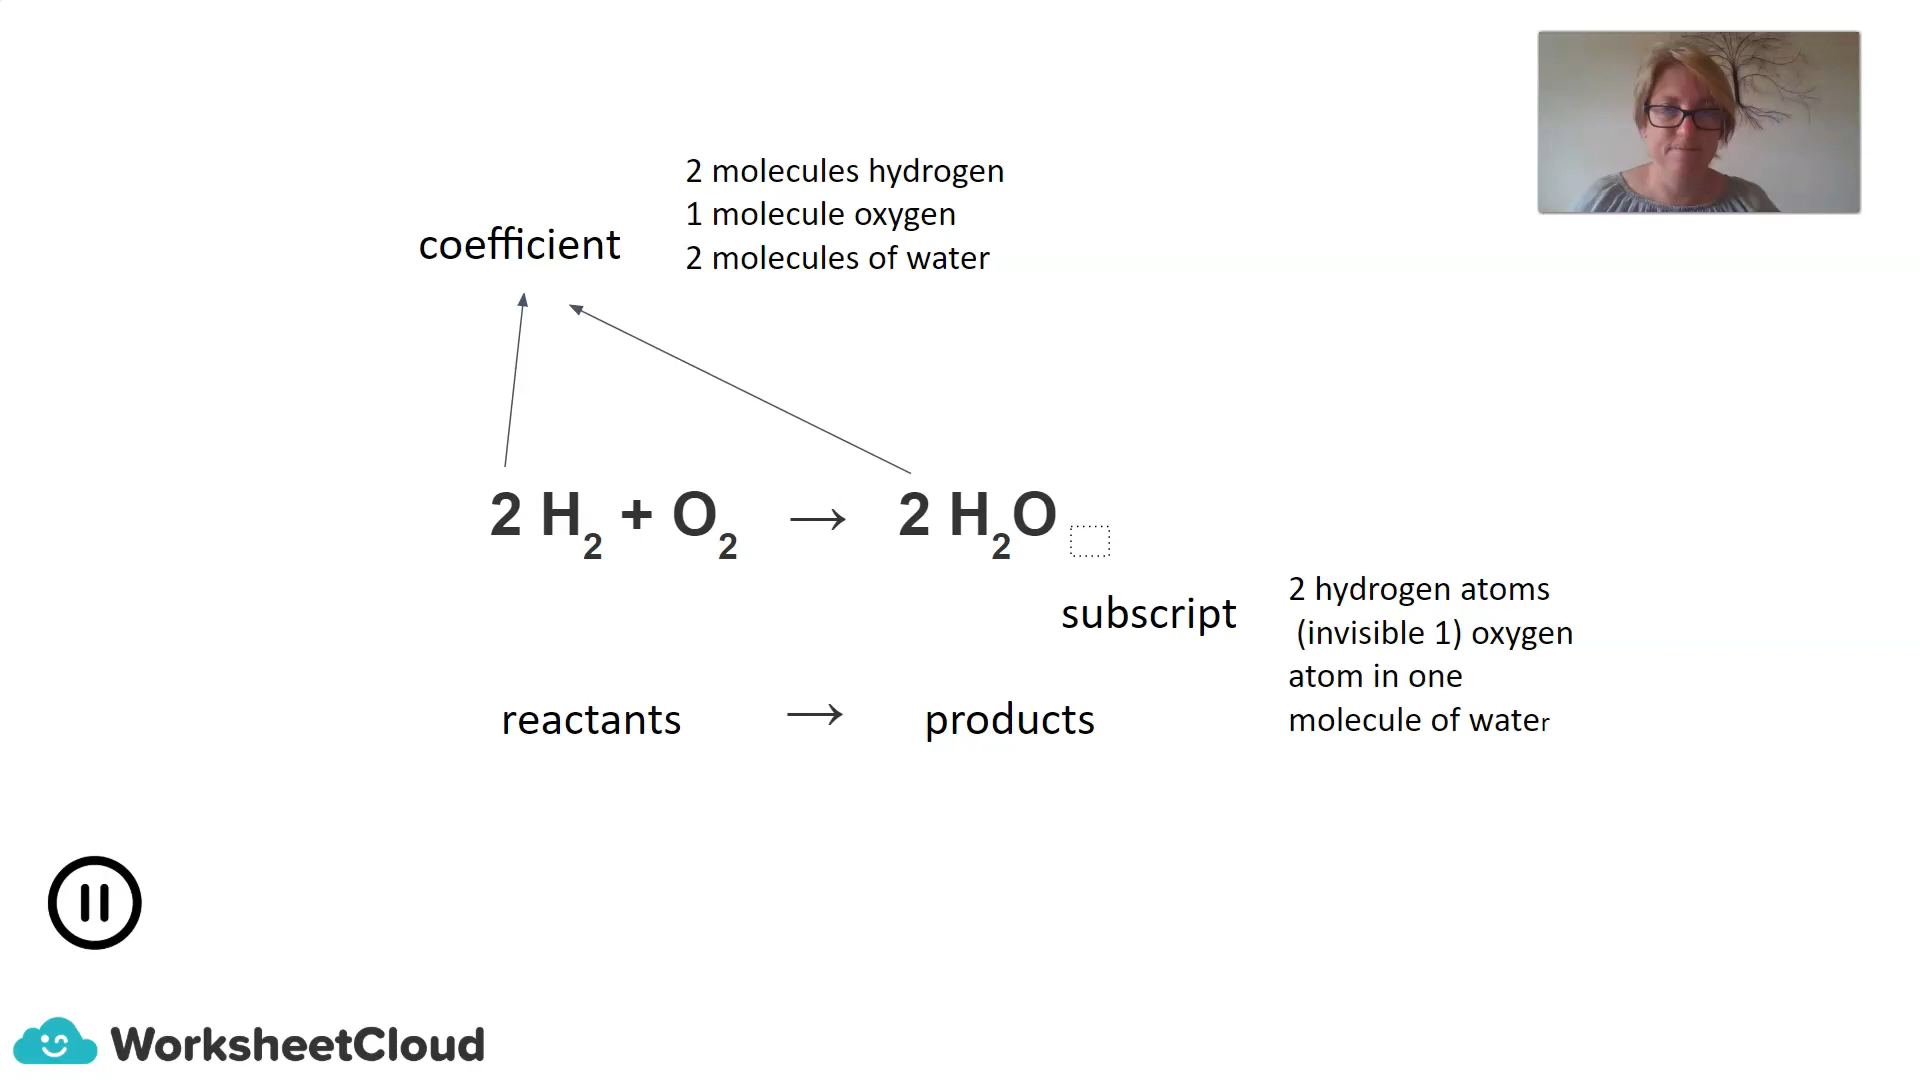 2 molecules hydrogen
1 molecule oxygen
2 molecules of water
coefficient
2 H₂ + O₂ → 2 H₂O
subscript
2 hydrogen atoms
(invisible 1) oxygen
atom in one
molecule of water
reactants → products
WorksheetCloud